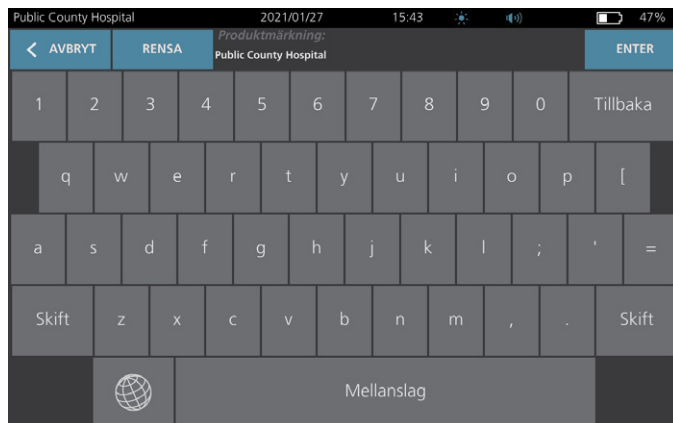 Public County Hospital 2021/01/27 15:43 47%
AVBRYT RENSA Produktmärkning: ENTER
Public County Hospital
1 2 3 4 5 6 7 8 9 0 Tillbaka
q w e r t y u i o p [
a s d f g h j k l ; ' =
Skift z x c v b n m , . Skift
Mellanslag